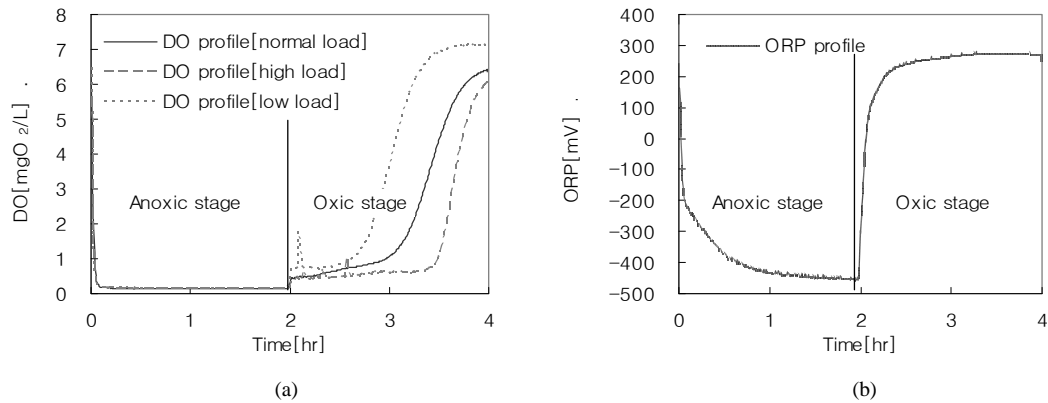 8
7
6
5
4
3
2
1
0
DO[mgO 2/L] .
DO profile[normal load]
DO profile[high load]
DO profile[low load]
Anoxic stage
Oxic stage
0 1 2 3 4
Time[hr]
(a)
400
300
200
100
0
-100
-200
-300
-400
-500
ORP[mV] .
ORP profile
Anoxic stage
Oxic stage
0 1 2 3 4
Time[hr]
(b)